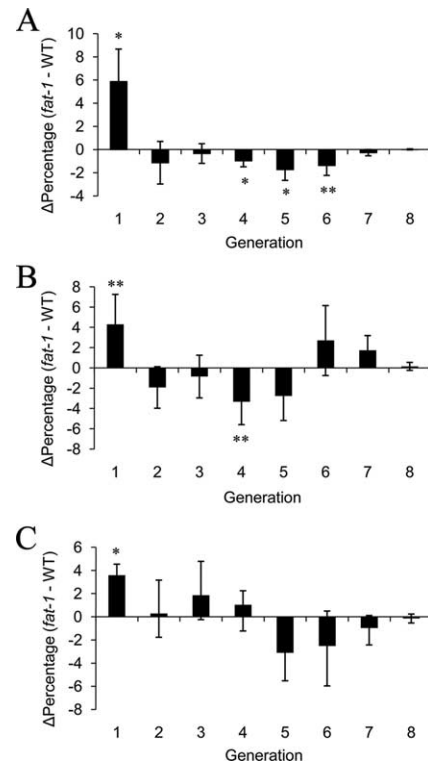 A
ΔPercentage (fat-1 - WT)
10
8
6
4
2
0
-2
-4
*
* * **
1 2 3 4 5 6 7 8
Generation
B
ΔPercentage (fat-1 - WT)
8
6
4
2
0
-2
-4
-6
-8
**
**
1 2 3 4 5 6 7 8
Generation
C
ΔPercentage (fat-1 - WT)
6
4
2
0
-2
-4
-6
-8
*
1 2 3 4 5 6 7 8
Generation